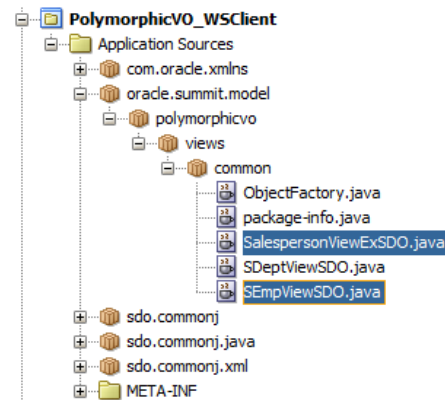 PolymorphicVO_WSClient
Application Sources
com.oracle.xmlns
oracle.summit.model
polymorphicvo
views
common
ObjectFactory.java
package-info.java
SalespersonViewExSDO.java
SDeptViewSDO.java
SEmpViewSDO.java
sdo.commonj
sdo.commonj.java
sdo.commonj.xml
META-INF